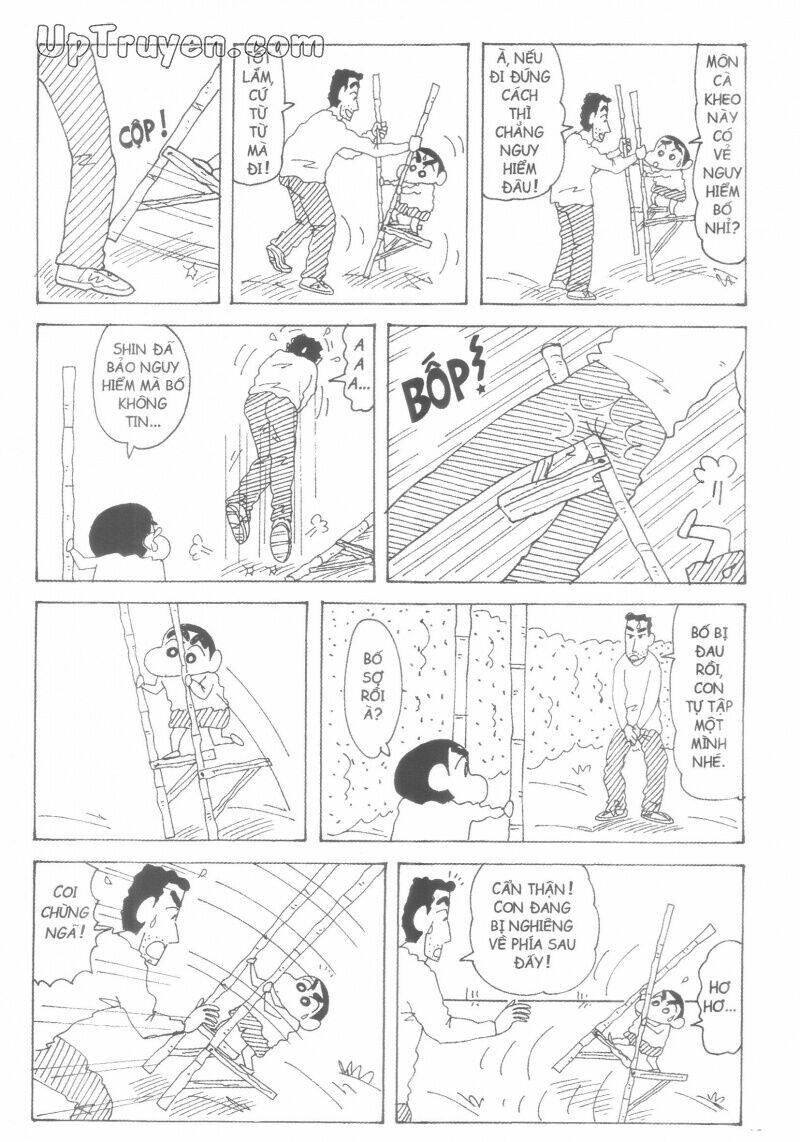 UpTruyen.com
MÔN
CÀ
KHEO
NÀY
CÓ
VẺ
NGUY
HIỂM
BỐ
NHỈ?
À, NẾU
ĐI ĐÚNG
CÁCH
THÌ
CHẲNG
NGUY
HIỂM
ĐÂU!
TỐT
LẮM,
CỨ
TỪ
TỪ
MÀ
ĐI!
CỘP!
BỐP!
A
A
A...
SHIN ĐÃ
BẢO NGUY
HIỂM MÀ BỐ
KHÔNG
TIN...
BỐ BỊ
ĐAU
RỒI,
CON
TỰ TẬP
MỘT
MÌNH
NHÉ.
BỐ
SỢ
RỒI
À?
HƠ
HƠ...
CẨN THẬN!
CON ĐANG
BỊ NGHIÊNG
VỀ PHÍA SAU
ĐẤY!
COI
CHỪNG
NGÃ!